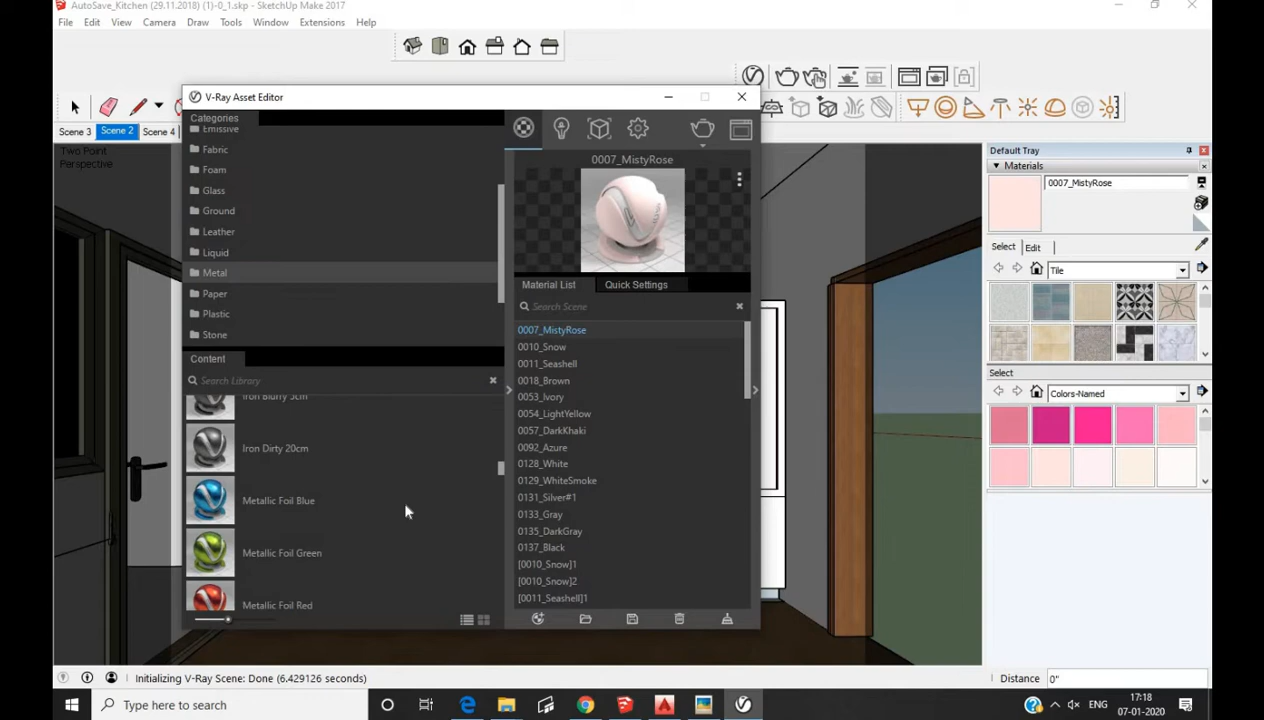 AutoSave_Kitchen (29.11.2018) (1)-0_1.skp - SketchUp Make 2017
File Edit View Camera Draw Tools Window Extensions Help
V-Ray Asset Editor
Scene 3 Scene 2 Scene 4
Two Point
Perspective
Categories
Emissive
Fabric
Foam
Glass
Ground
Leather
Liquid
Metal
Paper
Plastic
Stone
Content
Search Library
Iron Blurry 5cm
Iron Dirty 20cm
Metallic Foil Blue
Metallic Foil Green
Metallic Foil Red
0007_MistyRose
Material List Quick Settings
Search Scene
0007_MistyRose
0010_Snow
0011_Seashell
0018_Brown
0053_Ivory
0054_LightYellow
0057_DarkKhaki
0092_Azure
0128_White
0129_WhiteSmoke
0131_Silver#1
0133_Gray
0135_DarkGray
0137_Black
[0010_Snow]1
[0010_Snow]2
[0011_Seashell]1
Default Tray
Materials
0007_MistyRose
Select Edit
Tile
Select
Colors-Named
Initializing V-Ray Scene: Done (6.429126 seconds)
Distance 0"
Type here to search
ENG
17:18
07-01-2020